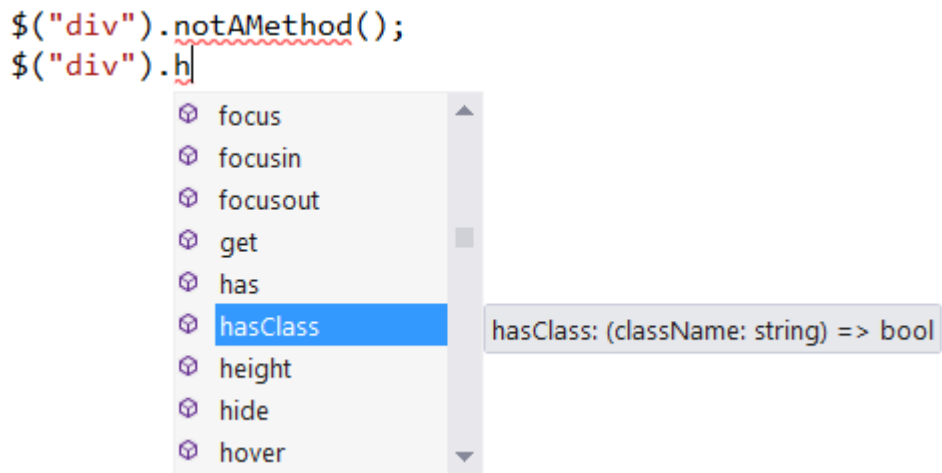 $("div").notAMethod();
$("div").h
focus
focusin
focusout
get
has
hasClass
hasClass: (className: string) => bool
height
hide
hover